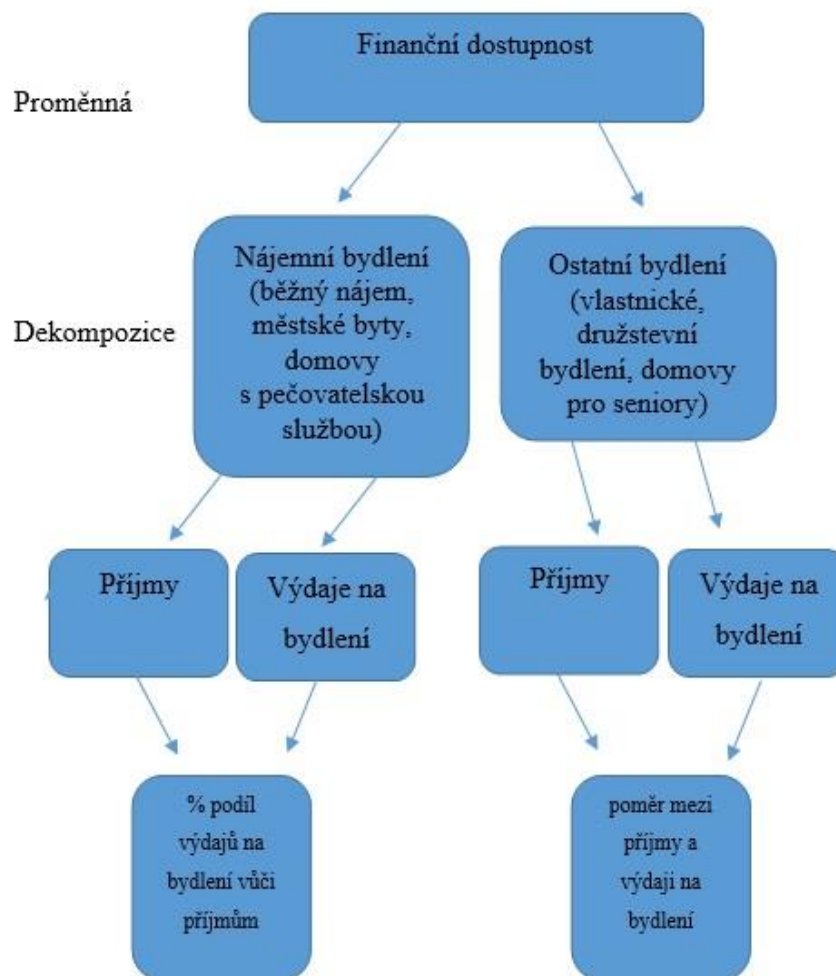 Finanční dostupnost
Proměnná
Nájemní bydlení
(běžný nájem,
městské byty,
domovy
s pečovatelskou
službou)
Ostatní bydlení
(vlastnické,
družstevní
bydlení, domovy
pro seniory)
Dekompozice
Příjmy
Výdaje na
bydlení
Příjmy
Výdaje na
bydlení
% podíl
výdajů na
bydlení vůči
příjmům
poměr mezi
příjmy a
výdaji na
bydlení